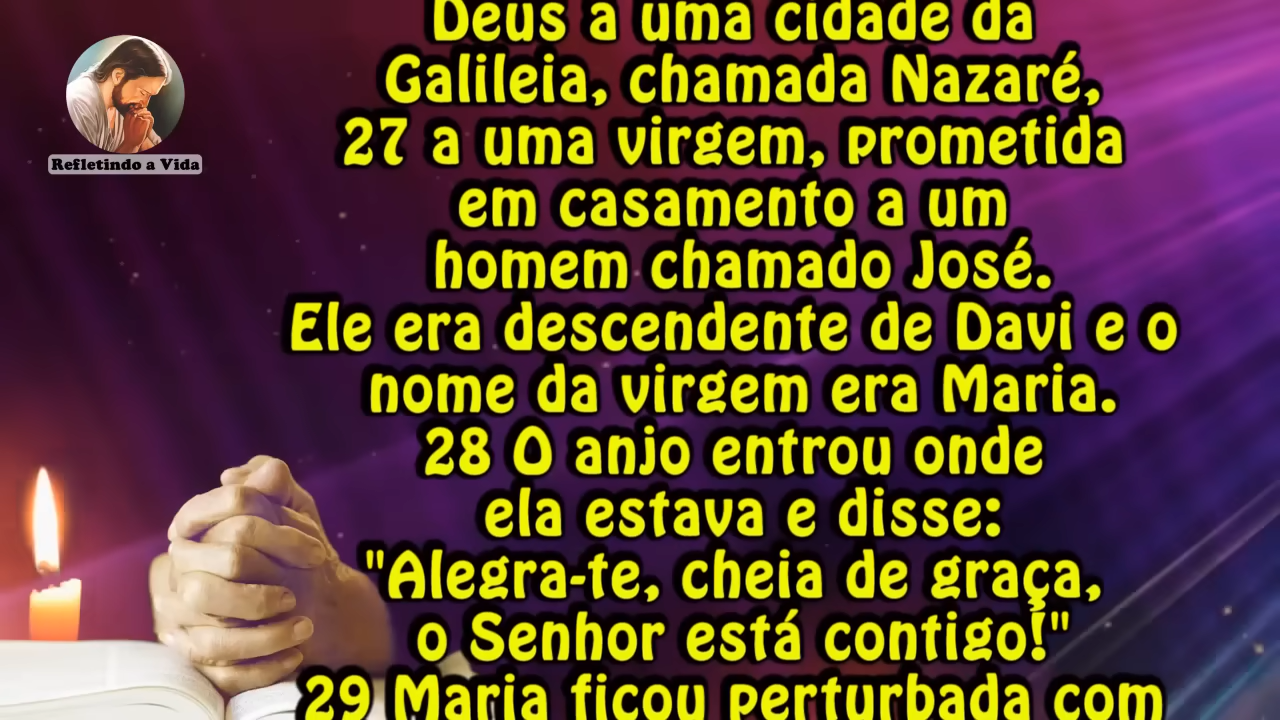 Refletindo a Vida
Deus a uma cidade da
Galileia, chamada Nazaré,
27 a uma virgem, prometida
em casamento a um
homem chamado José.
Ele era descendente de Davi e o
nome da virgem era Maria.
28 O anjo entrou onde
ela estava e disse:
"Alegra-te, cheia de graça,
o Senhor está contigo!"
29 Maria ficou perturbada com